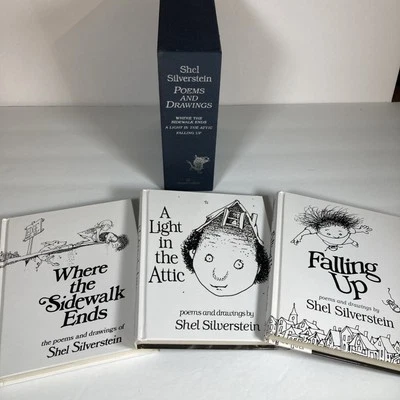 Shel
Silverstein
POEMS
AND
DRAWINGS
WHERE THE
SIDEWALK ENDS
A LIGHT IN THE ATTIC
FALLING UP
Where
the
Sidewalk
Ends
the poems and drawings of
Shel Silverstein
A
Light
in the
Attic
poems and drawings by
Shel Silverstein
Falling
Up
poems and drawings by
Shel Silverstein